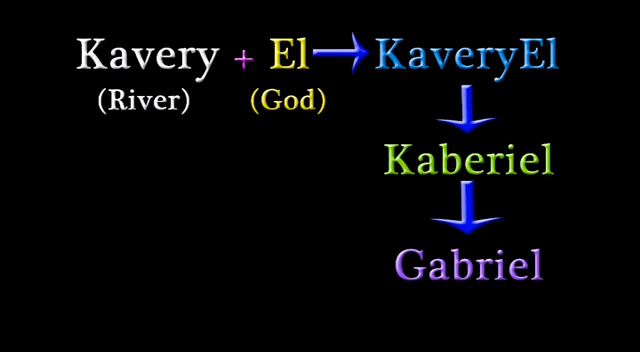 Kavery + El → KaveryEl
(River) (God)
Kaberiel
Gabriel